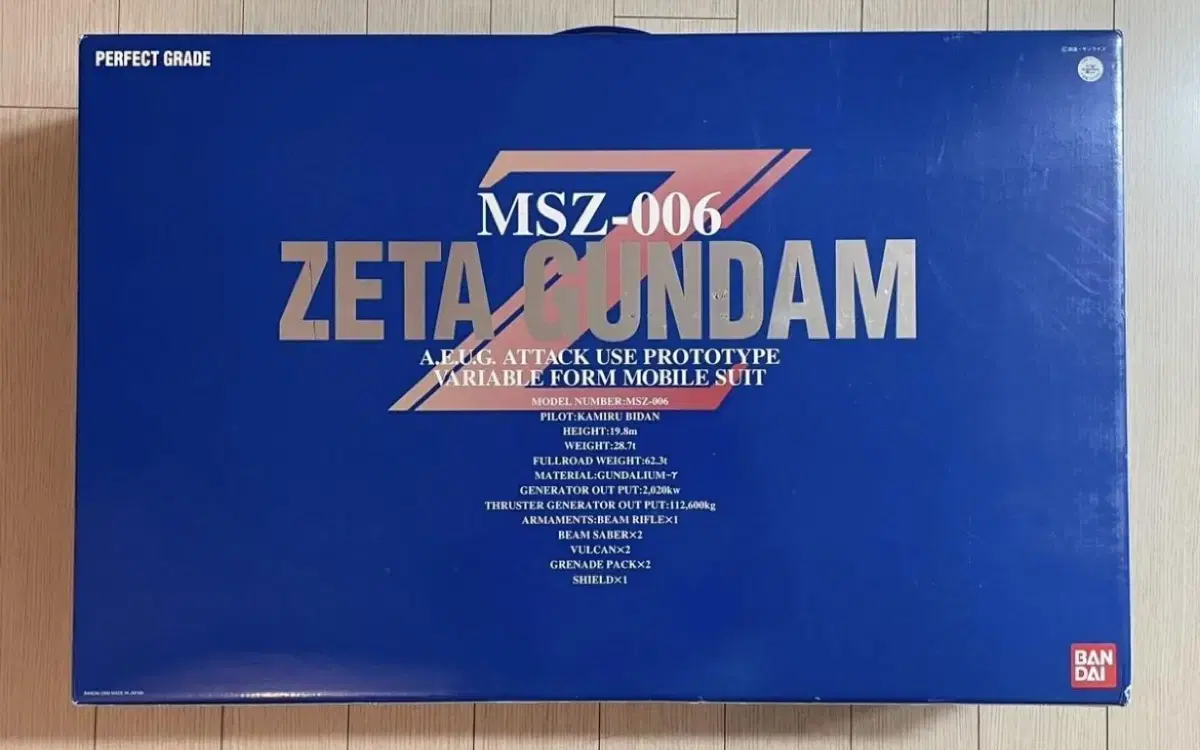 PERFECT GRADE
MSZ-006
ZETA GUNDAM
A.E.U.G. ATTACK USE PROTOTYPE
VARIABLE FORM MOBILE SUIT
MODEL NUMBER:MSZ-006
PILOT:KAMIRU BIDAN
HEIGHT:19.8m
WEIGHT:28.7t
FULLROAD WEIGHT:62.3t
MATERIAL:GUNDALIUM-γ
GENERATOR OUT PUT:2,020kw
THRUSTER GENERATOR OUT PUT:112,600kg
ARMAMENTS:BEAM RIFLE×1
BEAM SABER×2
VULCAN×2
GRENADE PACK×2
SHIELD×1
BAN
DAI